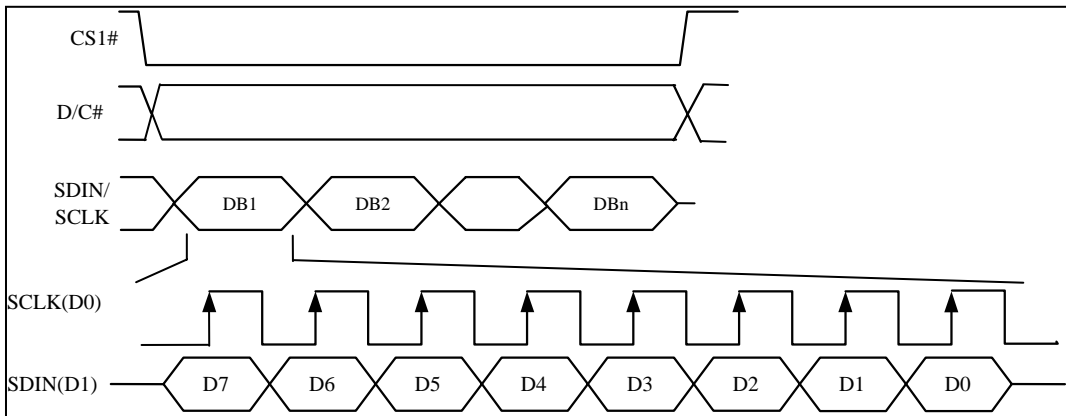 CS1#
D/C#
SDIN/
SCLK
DB1 DB2 DBn
SCLK(D0)
SDIN(D1) D7 D6 D5 D4 D3 D2 D1 D0